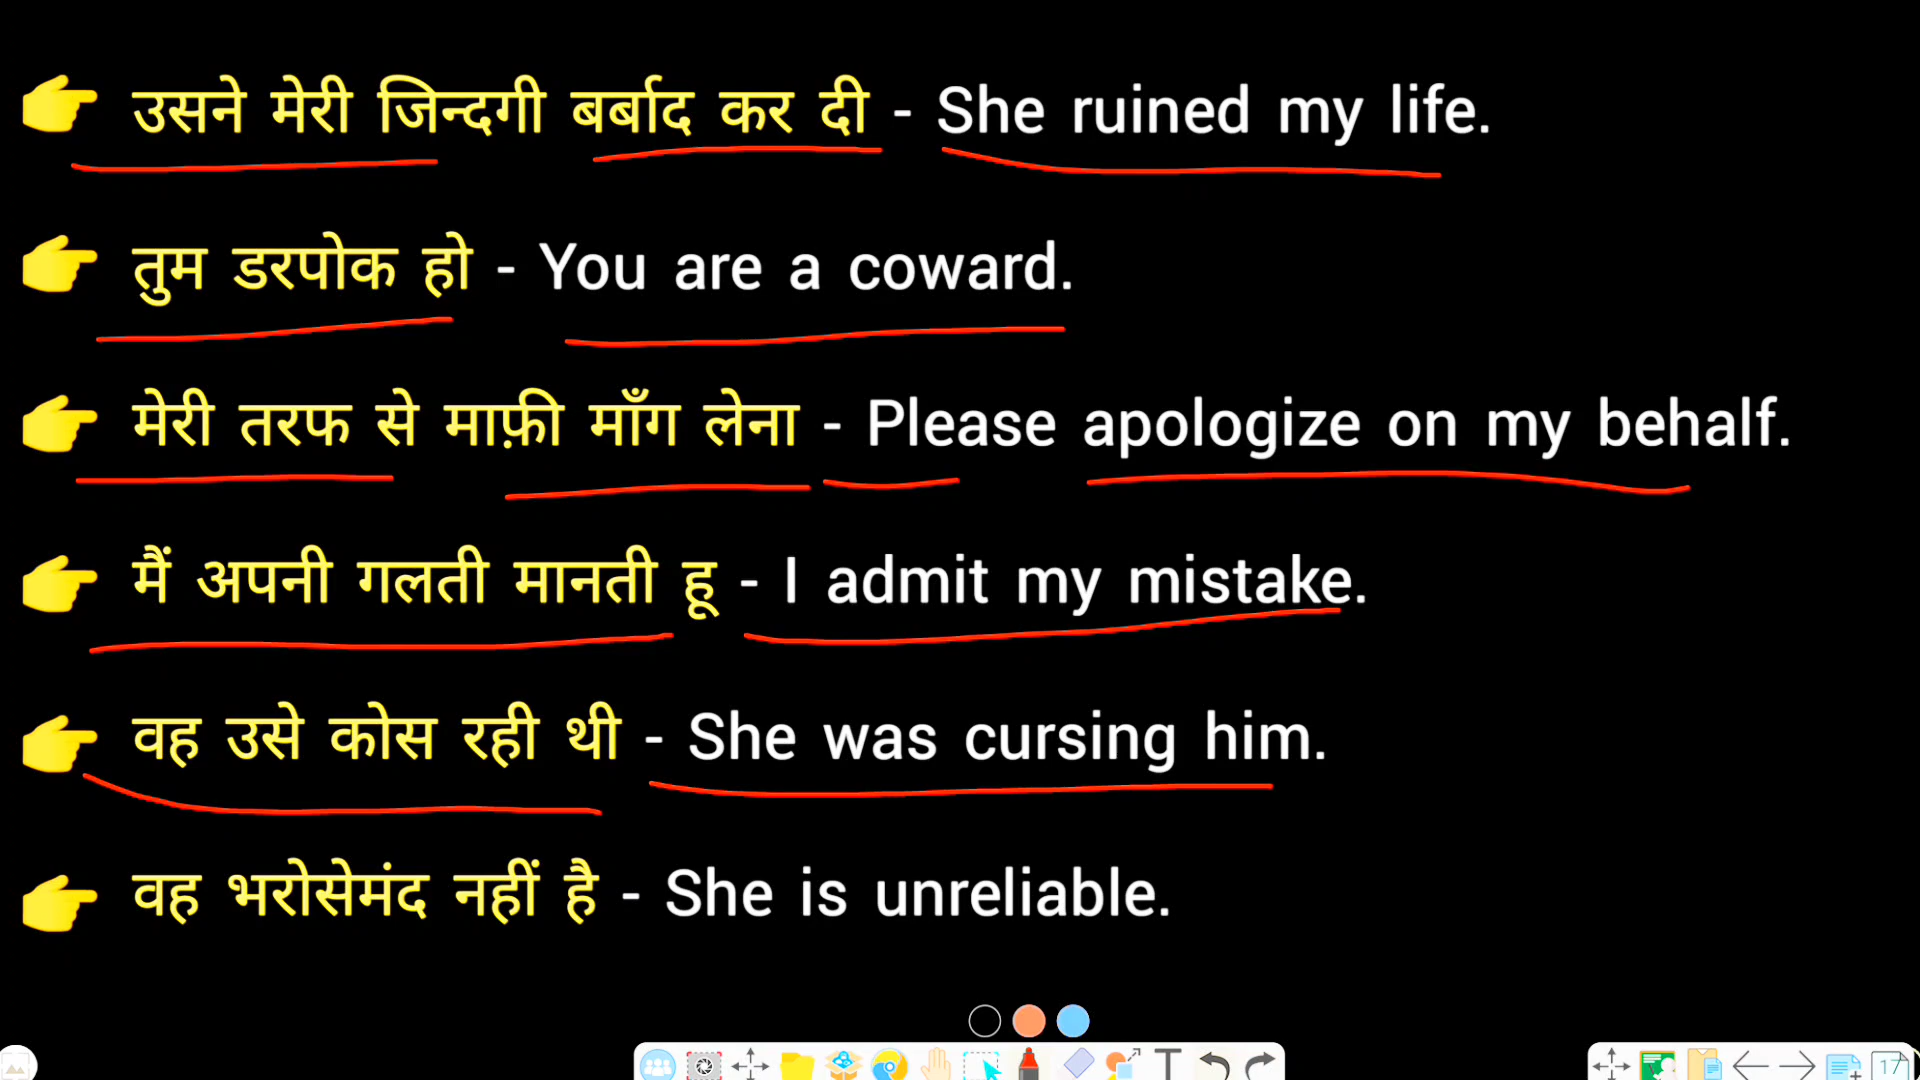 उसने मेरी जिन्दगी बर्बाद कर दी - She ruined my life.
तुम डरपोक हो - You are a coward.
मेरी तरफ से माफ़ी माँग लेना - Please apologize on my behalf.
मैं अपनी गलती मानती हू - I admit my mistake.
वह उसे कोस रही थी - She was cursing him.
वह भरोसेमंद नहीं है - She is unreliable.
17